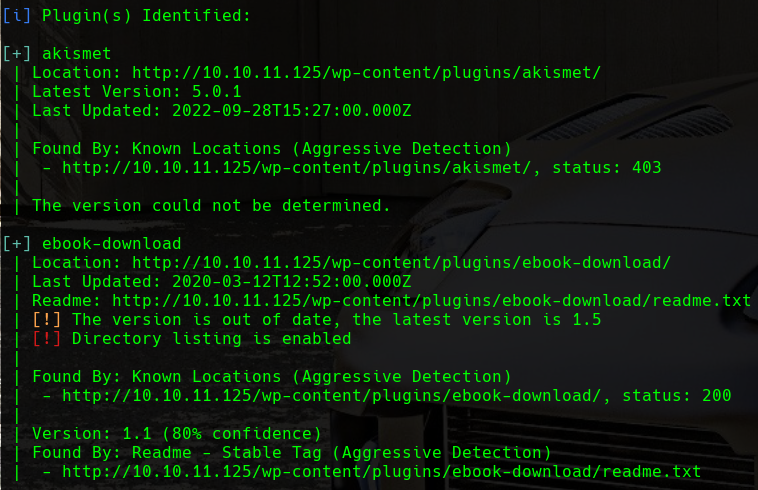 [i] Plugin(s) Identified:
[+] akismet
| Location: http://10.10.11.125/wp-content/plugins/akismet/
| Latest Version: 5.0.1
| Last Updated: 2022-09-28T15:27:00.000Z
|
| Found By: Known Locations (Aggressive Detection)
|  - http://10.10.11.125/wp-content/plugins/akismet/, status: 403
|
| The version could not be determined.
[+] ebook-download
| Location: http://10.10.11.125/wp-content/plugins/ebook-download/
| Last Updated: 2020-03-12T12:52:00.000Z
| Readme: http://10.10.11.125/wp-content/plugins/ebook-download/readme.txt
| [!] The version is out of date, the latest version is 1.5
| [!] Directory listing is enabled
|
| Found By: Known Locations (Aggressive Detection)
|  - http://10.10.11.125/wp-content/plugins/ebook-download/, status: 200
|
| Version: 1.1 (80% confidence)
| Found By: Readme - Stable Tag (Aggressive Detection)
|  - http://10.10.11.125/wp-content/plugins/ebook-download/readme.txt